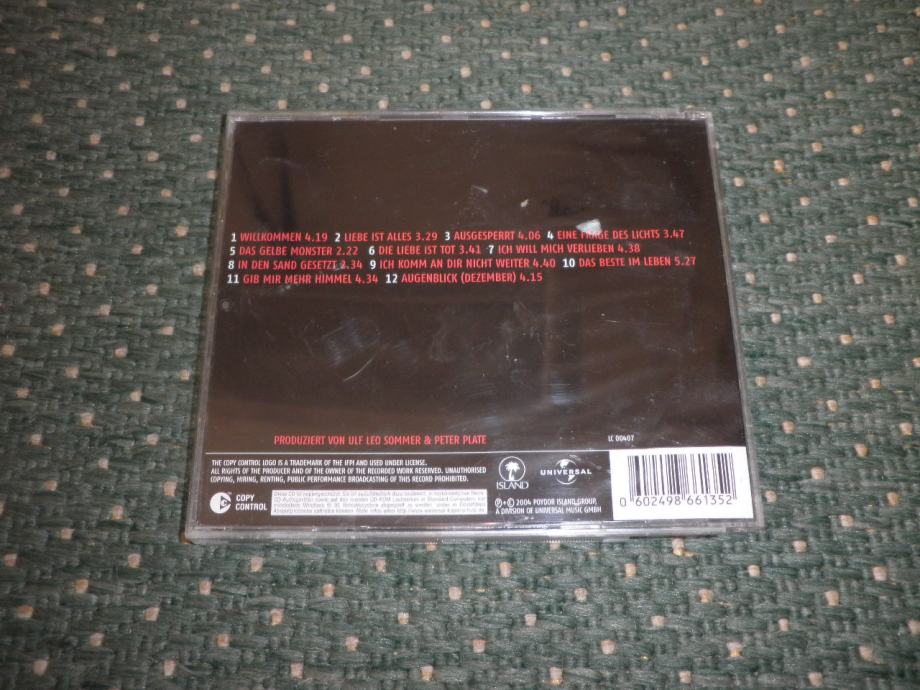 1 WILLKOMMEN 4.19 2 LIEBE IST ALLES 3.29 3 AUSGESPERRT 4.06 4 EINE FRAGE DES LICHTS 3.47
5 DAS GELBE MONSTER 2.22 6 DIE LIEBE IST TOT 3.41 7 ICH WILL MICH VERLIEBEN 4.38
8 IN DEN SAND GESETZT 2.34 9 ICH KOMM AN DIR NICHT WEITER 4.40 10 DAS BESTE IM LEBEN 5.27
11 GIB MIR MEHR HIMMEL 4.34 12 AUGENBLICK (DEZEMBER) 4.15
PRODUZIERT VON ULF LEO SOMMER & PETER PLATE
LC 00407
THE COPY CONTROL LOGO IS A TRADEMARK OF THE IFPI AND USED UNDER LICENSE.
ALL RIGHTS OF THE PRODUCER AND OF THE OWNER OF THE RECORDED WORK RESERVED. UNAUTHORISED
COPYING, HIRING, RENTING, PUBLIC PERFORMANCE BROADCASTING OF THIS RECORD PROHIBITED.
COPY
CONTROL
ISLAND
UNIVERSAL
℗+© 2004 POYDOR ISLAND GROUP,
A DIVISION OF UNIVERSAL MUSIC GMBH
0 602498 661352